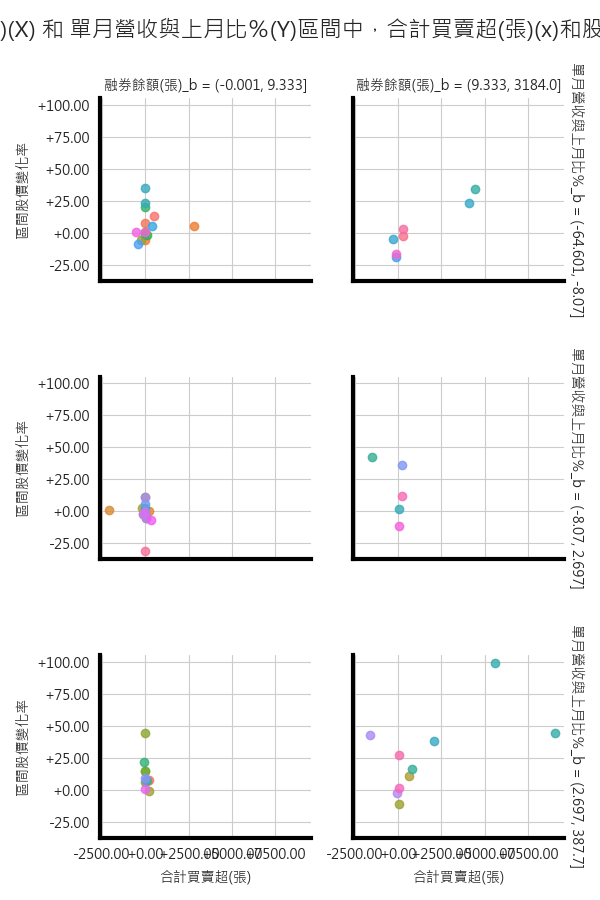 )(X) 和 單月營收與上月比%(Y)區間中，合計買賣超(張)(x)和股
融券餘額(張)_b = (-0.001, 9.333]
融券餘額(張)_b = (9.333, 3184.0]
+100.00
+75.00
+50.00
+25.00
+0.00
-25.00
區間股價變化率
單月營收與上月比%_b = (-64.601, -8.07]
+100.00
+75.00
+50.00
+25.00
+0.00
-25.00
區間股價變化率
單月營收與上月比%_b = (-8.07, 2.697]
+100.00
+75.00
+50.00
+25.00
+0.00
-25.00
區間股價變化率
單月營收與上月比%_b = (2.697, 387.7]
-2500.00 +0.00 +2500.00 +5000.00 +7500.00
-2500.00 +0.00 +2500.00 +5000.00 +7500.00
合計買賣超(張)
合計買賣超(張)